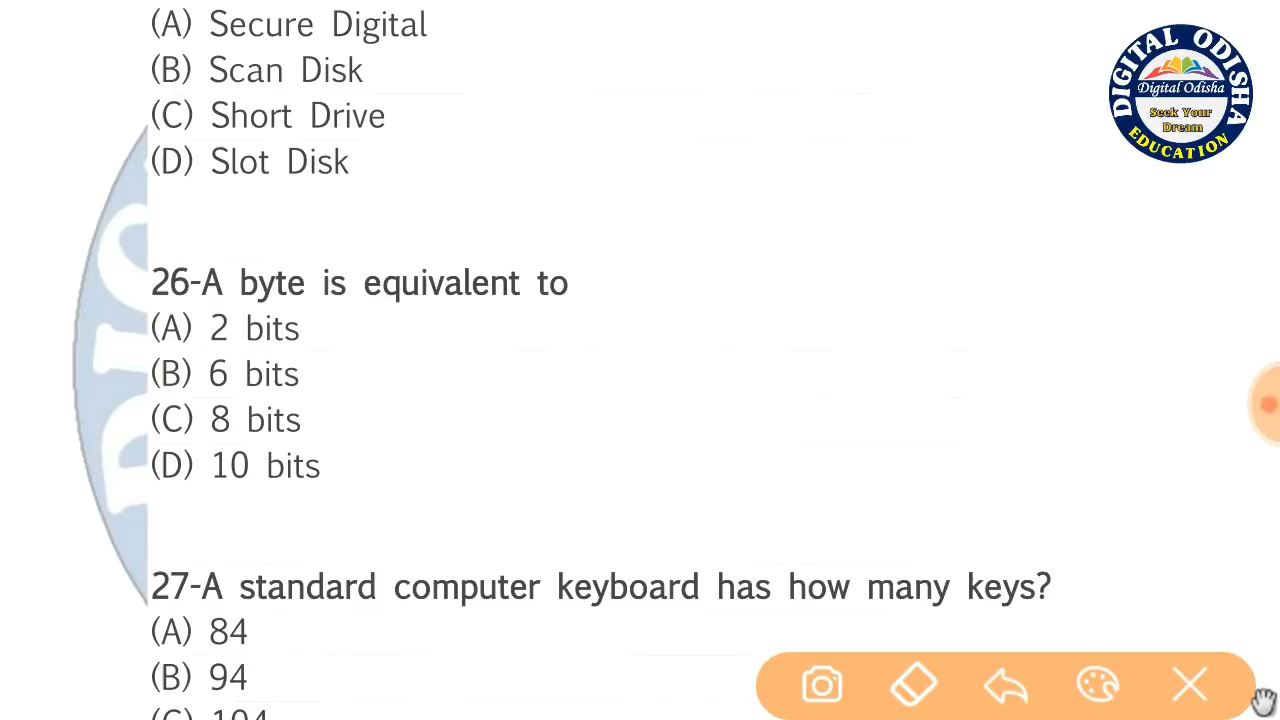 (A) Secure Digital
(B) Scan Disk
(C) Short Drive
(D) Slot Disk
DIGITAL ODISHA
Digital Odisha
Seek Your
Dream
EDUCATION
26-A byte is equivalent to
(A) 2 bits
(B) 6 bits
(C) 8 bits
(D) 10 bits
27-A standard computer keyboard has how many keys?
(A) 84
(B) 94
(C) 104